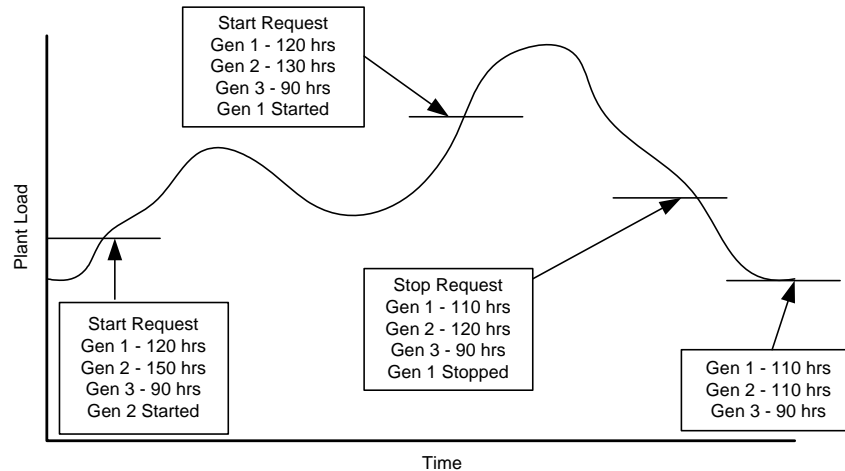 Start Request
Gen 1 - 120 hrs
Gen 2 - 130 hrs
Gen 3 - 90 hrs
Gen 1 Started
Plant Load
Start Request
Gen 1 - 120 hrs
Gen 2 - 150 hrs
Gen 3 - 90 hrs
Gen 2 Started
Stop Request
Gen 1 - 110 hrs
Gen 2 - 120 hrs
Gen 3 - 90 hrs
Gen 1 Stopped
Gen 1 - 110 hrs
Gen 2 - 110 hrs
Gen 3 - 90 hrs
Time